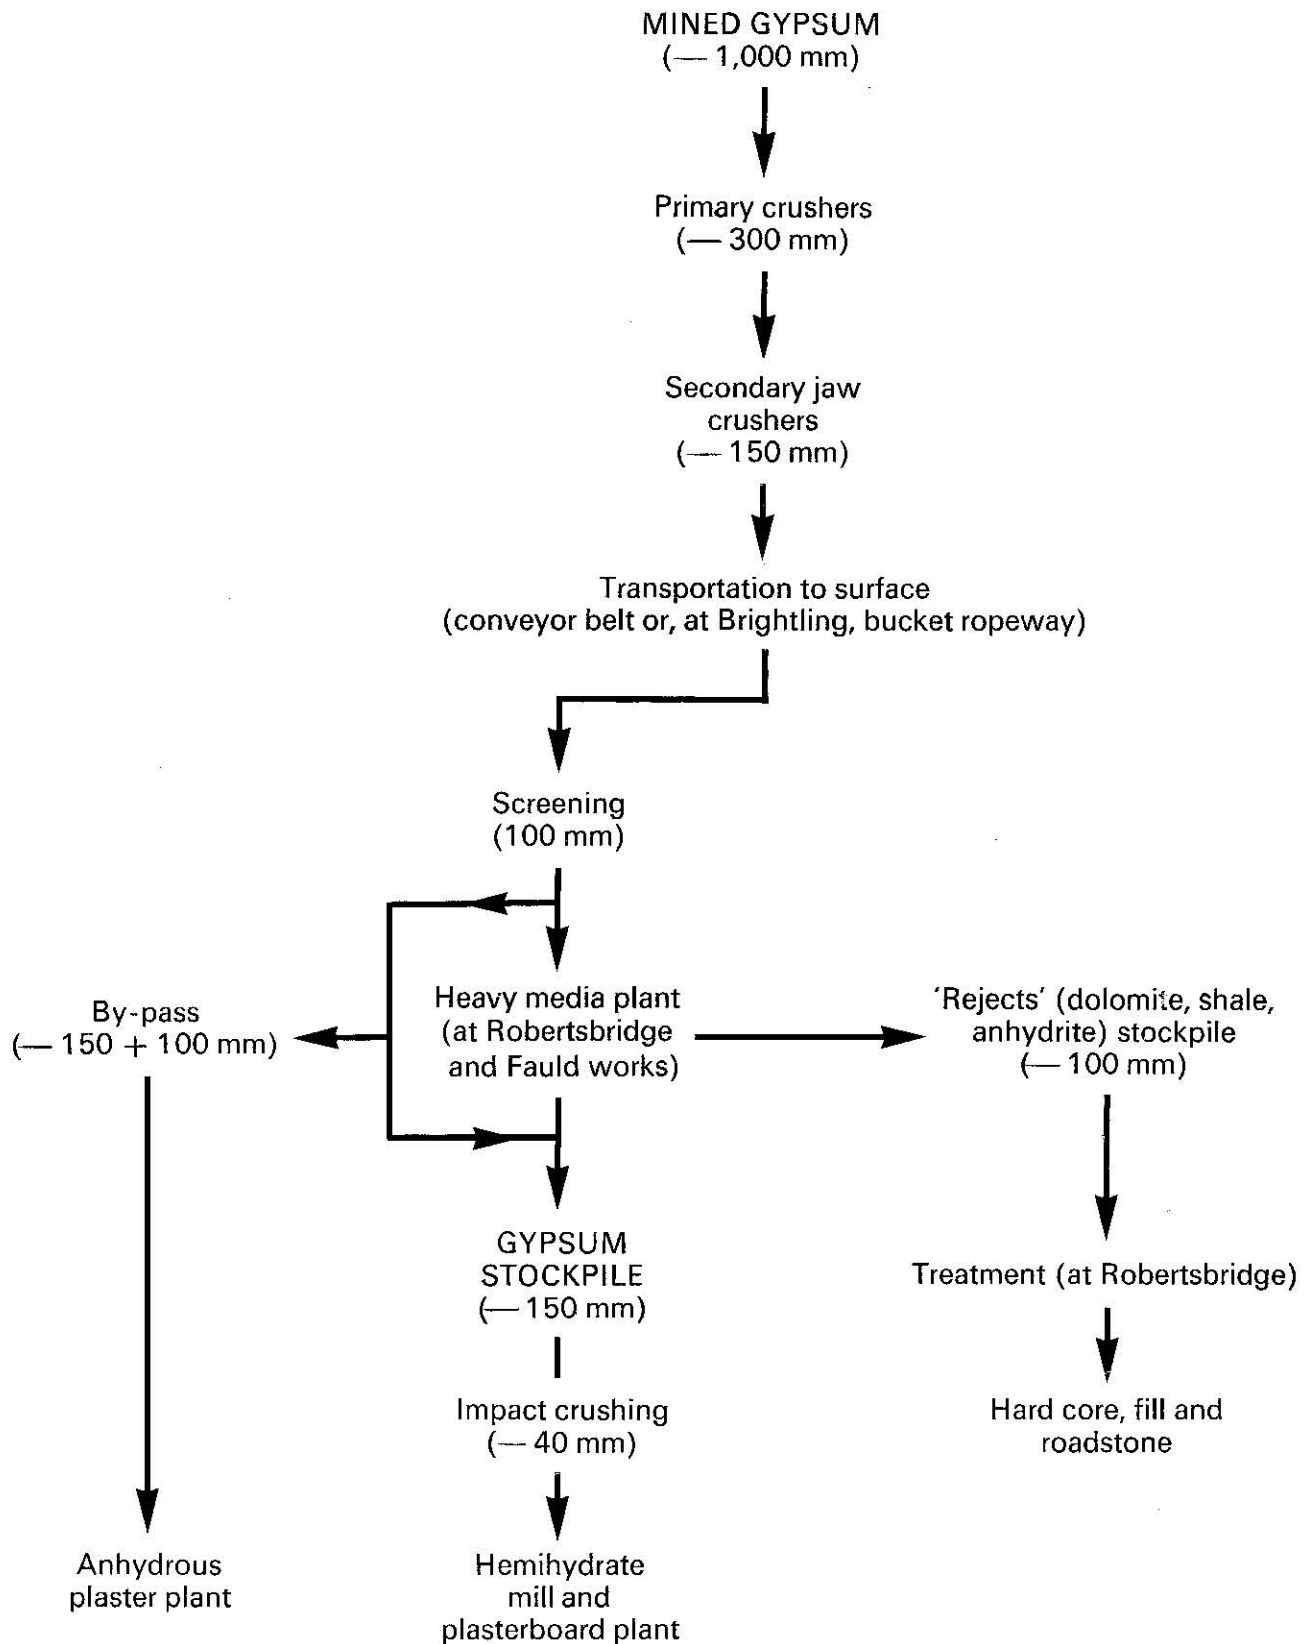 MINED GYPSUM
(— 1,000 mm)
Primary crushers
(— 300 mm)
Secondary jaw
crushers
(— 150 mm)
Transportation to surface
(conveyor belt or, at Brightling, bucket ropeway)
Screening
(100 mm)
By-pass
(— 150 + 100 mm)
Heavy media plant
(at Robertsbridge
and Fauld works)
'Rejects' (dolomite, shale,
anhydrite) stockpile
(— 100 mm)
GYPSUM
STOCKPILE
(— 150 mm)
Treatment (at Robertsbridge)
Impact crushing
(— 40 mm)
Hard core, fill and
roadstone
Anhydrous
plaster plant
Hemihydrate
mill and
plasterboard plant